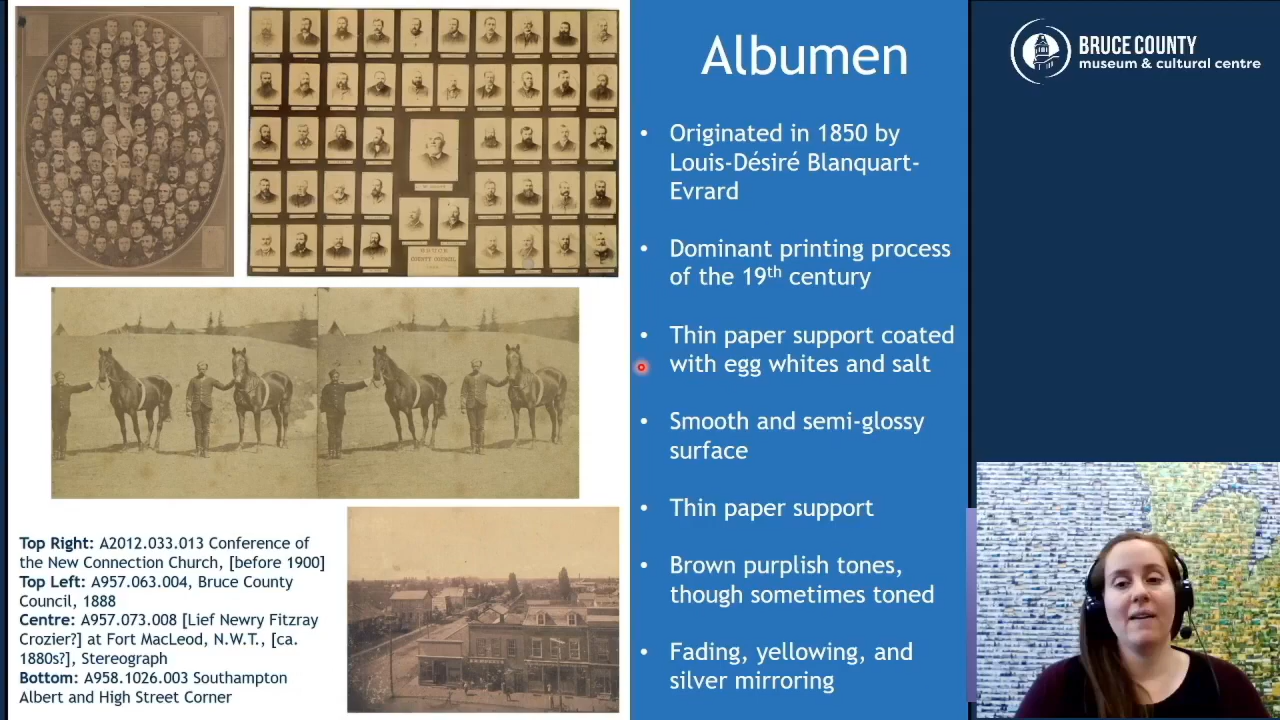 Albumen
• Originated in 1850 by
Louis-Désiré Blanquart-
Evrard
• Dominant printing process
of the 19th century
• Thin paper support coated
with egg whites and salt
• Smooth and semi-glossy
surface
• Thin paper support
• Brown purplish tones,
though sometimes toned
• Fading, yellowing, and
silver mirroring
BRUCE COUNTY
museum & cultural centre
BRUCE
COUNTY COUNCIL
Top Right: A2012.033.013 Conference of
the New Connection Church, [before 1900]
Top Left: A957.063.004, Bruce County
Council, 1888
Centre: A957.073.008 [Lief Newry Fitzray
Crozier?] at Fort MacLeod, N.W.T., [ca.
1880s?], Stereograph
Bottom: A958.1026.003 Southampton
Albert and High Street Corner